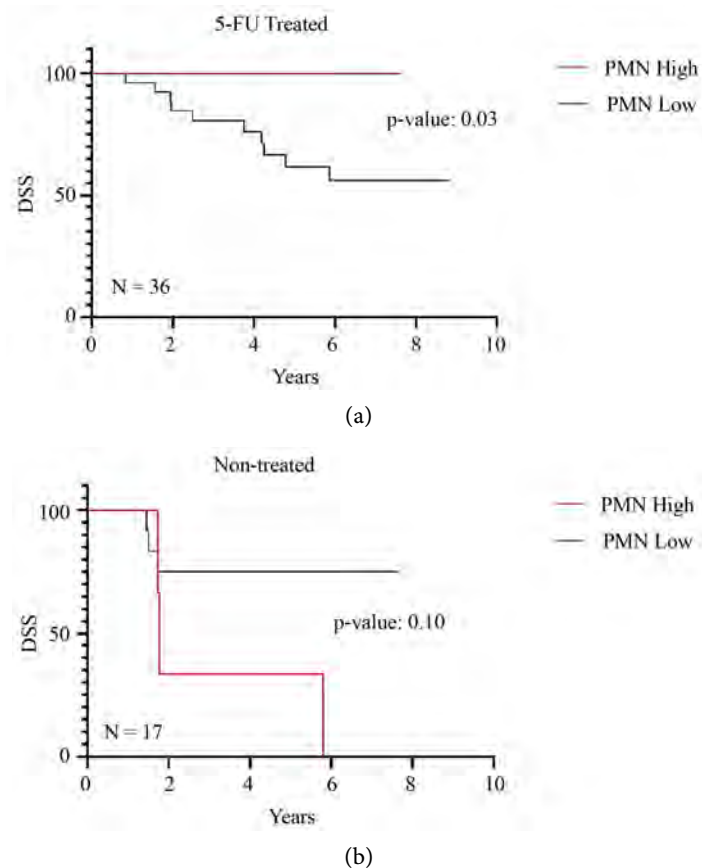 5-FU Treated
100
50
0
DSS
0 2 4 6 8 10
Years
PMN High
PMN Low
p-value: 0.03
N = 36
(a)
Non-treated
100
50
0
DSS
0 2 4 6 8 10
Years
PMN High
PMN Low
p-value: 0.10
N = 17
(b)